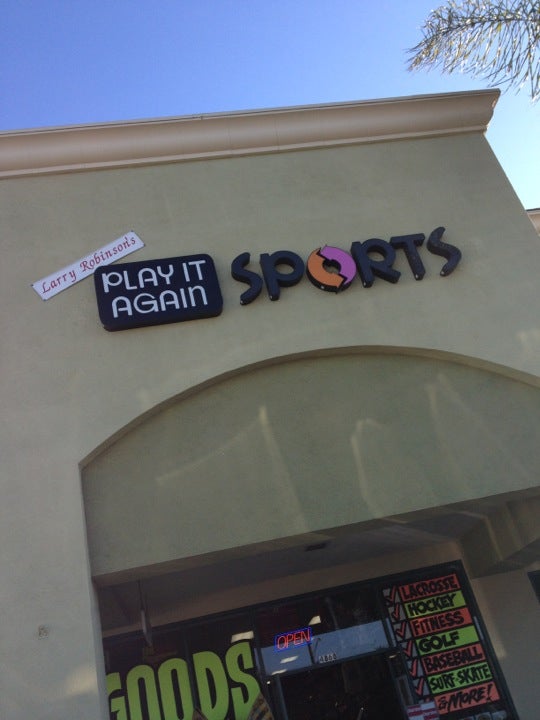 Larry Robinson's
PLAY IT
AGAIN
SPORTS
LACROSSE
HOCKEY
FITNESS
GOLF
BASEBALL
SURF-SKATE
& MORE!
OPEN
GOODS